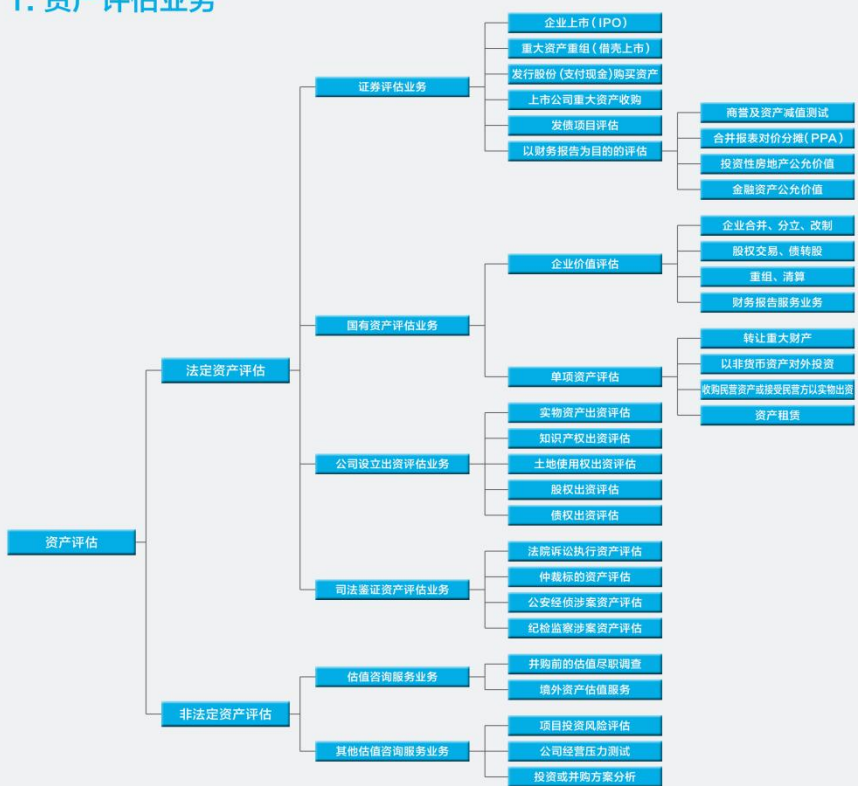 1. 资产评估业务
资产评估
法定资产评估
证券评估业务
企业上市(IPO)
重大资产重组(借壳上市)
发行股份(支付现金)购买资产
上市公司重大资产收购
发债项目评估
以财务报告为目的的评估
商誉及资产减值测试
合并报表对价分摊(PPA)
投资性房地产公允价值
金融资产公允价值
国有资产评估业务
企业价值评估
企业合并、分立、改制
股权交易、债转股
重组、清算
财务报告服务业务
单项资产评估
转让重大财产
以非货币资产对外投资
收购民营资产或接受民营方以实物出资
资产租赁
公司设立出资评估业务
实物资产出资评估
知识产权出资评估
土地使用权出资评估
股权出资评估
债权出资评估
司法鉴证资产评估业务
法院诉讼执行资产评估
仲裁标的资产评估
公安经侦涉案资产评估
纪检监察涉案资产评估
非法定资产评估
估值咨询服务业务
并购前的估值尽职调查
境外资产估值服务
其他估值咨询服务业务
项目投资风险评估
公司经营压力测试
投资或并购方案分析